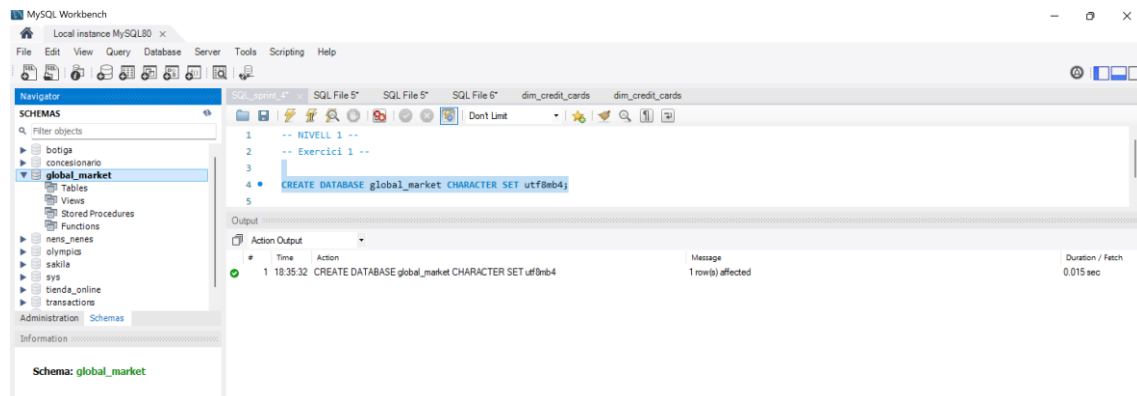 MySQL Workbench
Local instance MySQL80 ×
File Edit View Query Database Server Tools Scripting Help
Navigator
SCHEMAS
Filter objects
botiga
concesionario
global_market
Tables
Views
Stored Procedures
Functions
nens_nenes
olympics
sakila
sys
tienda_online
transactions
Administration Schemas
Information
Schema: global_market
SQL_sprint_4* × SQL File 5* SQL File 5* SQL File 6* dim_credit_cards dim_credit_cards
Don't Limit
1 -- NIVELL 1 --
2 -- Exercici 1 --
3
4 CREATE DATABASE global_market CHARACTER SET utf8mb4;
5
Output
Action Output
# Time Action Message Duration / Fetch
1 18:35:32 CREATE DATABASE global_market CHARACTER SET utf8mb4 1 row(s) affected 0.015 sec